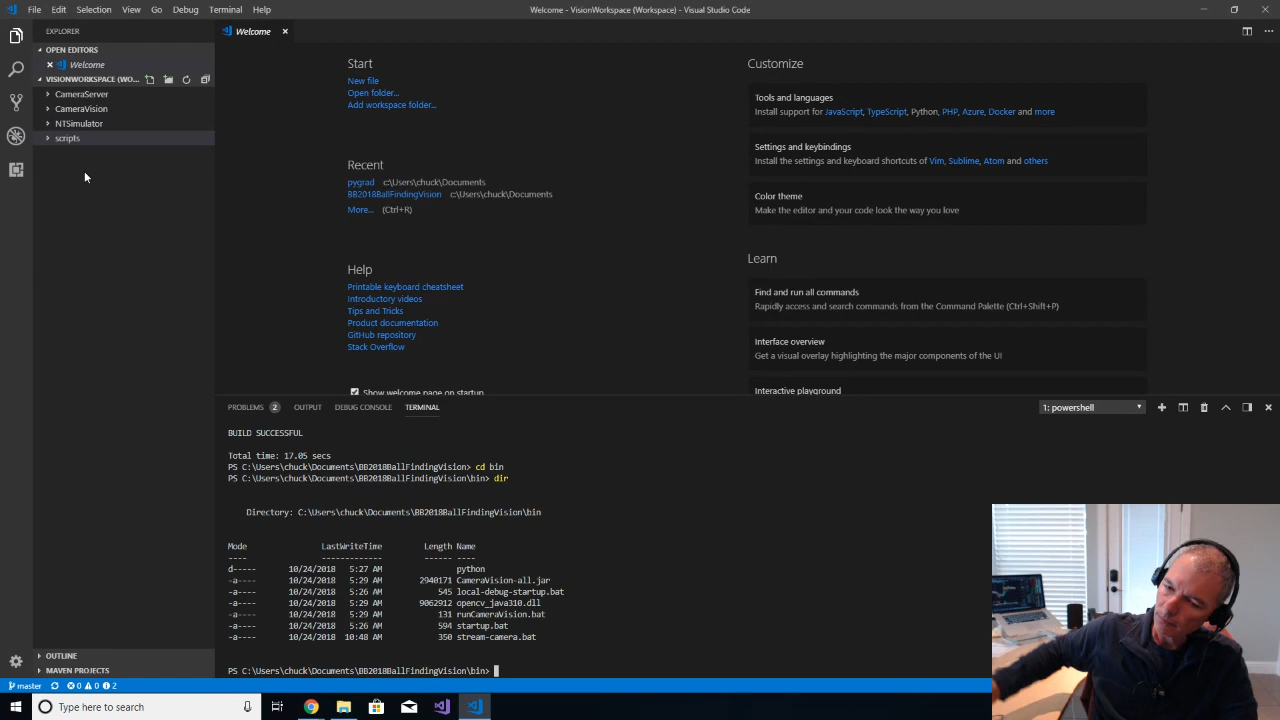 File Edit Selection View Go Debug Terminal Help
Welcome - VisionWorkspace (Workspace) - Visual Studio Code
EXPLORER
OPEN EDITORS
Welcome
VISIONWORKSPACE (WO...
CameraServer
CameraVision
NTSimulator
scripts
OUTLINE
MAVEN PROJECTS
Welcome
Start
New file
Open folder...
Add workspace folder...
Recent
pygrad c:\Users\chuck\Documents
BB2018BallFindingVision c:\Users\chuck\Documents
More... (Ctrl+R)
Help
Printable keyboard cheatsheet
Introductory videos
Tips and Tricks
Product documentation
GitHub repository
Stack Overflow
Show welcome page on startup
Customize
Tools and languages
Install support for JavaScript, TypeScript, Python, PHP, Azure, Docker and more
Settings and keybindings
Install the settings and keyboard shortcuts of Vim, Sublime, Atom and others
Color theme
Make the editor and your code look the way you love
Learn
Find and run all commands
Rapidly access and search commands from the Command Palette (Ctrl+Shift+P)
Interface overview
Get a visual overlay highlighting the major components of the UI
Interactive playground
PROBLEMS 2 OUTPUT DEBUG CONSOLE TERMINAL
1: powershell
BUILD SUCCESSFUL
Total time: 17.05 secs
PS C:\Users\chuck\Documents\BB2018BallFindingVision> cd bin
PS C:\Users\chuck\Documents\BB2018BallFindingVision\bin> dir
Directory: C:\Users\chuck\Documents\BB2018BallFindingVision\bin
Mode LastWriteTime Length Name
---- ------------- ------ ----
d----- 10/24/2018 5:27 AM python
-a---- 10/24/2018 5:29 AM 2940171 CameraVision-all.jar
-a---- 10/24/2018 5:26 AM 545 local-debug-startup.bat
-a---- 10/24/2018 5:29 AM 9062912 opencv_java310.dll
-a---- 10/24/2018 5:29 AM 131 runCameraVision.bat
-a---- 10/24/2018 5:26 AM 594 startup.bat
-a---- 10/24/2018 10:48 AM 350 stream-camera.bat
PS C:\Users\chuck\Documents\BB2018BallFindingVision\bin>
master 0 0 2
Type here to search